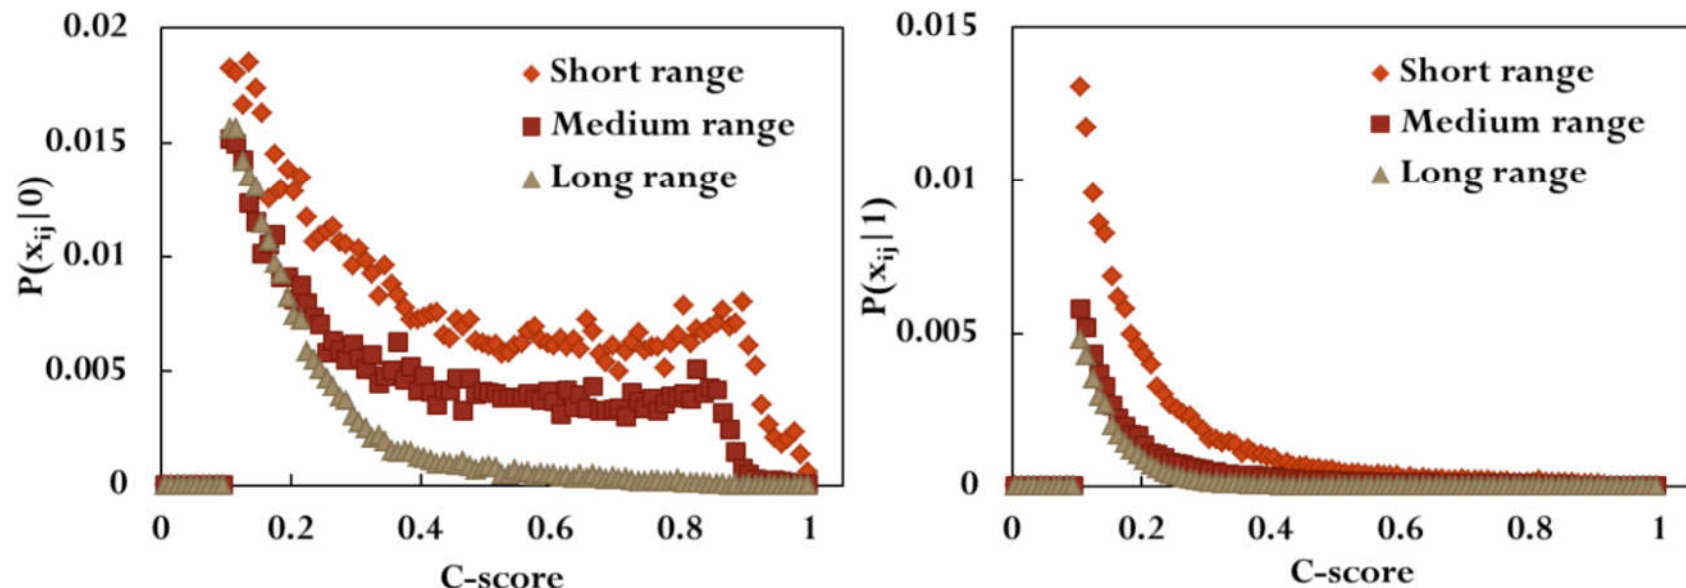 0.02
0.015
0.01
0.005
0
P(xij|0)
Short range
Medium range
Long range
0 0.2 0.4 0.6 0.8 1
C-score
0.015
0.01
0.005
0
P(xij|1)
Short range
Medium range
Long range
0 0.2 0.4 0.6 0.8 1
C-score